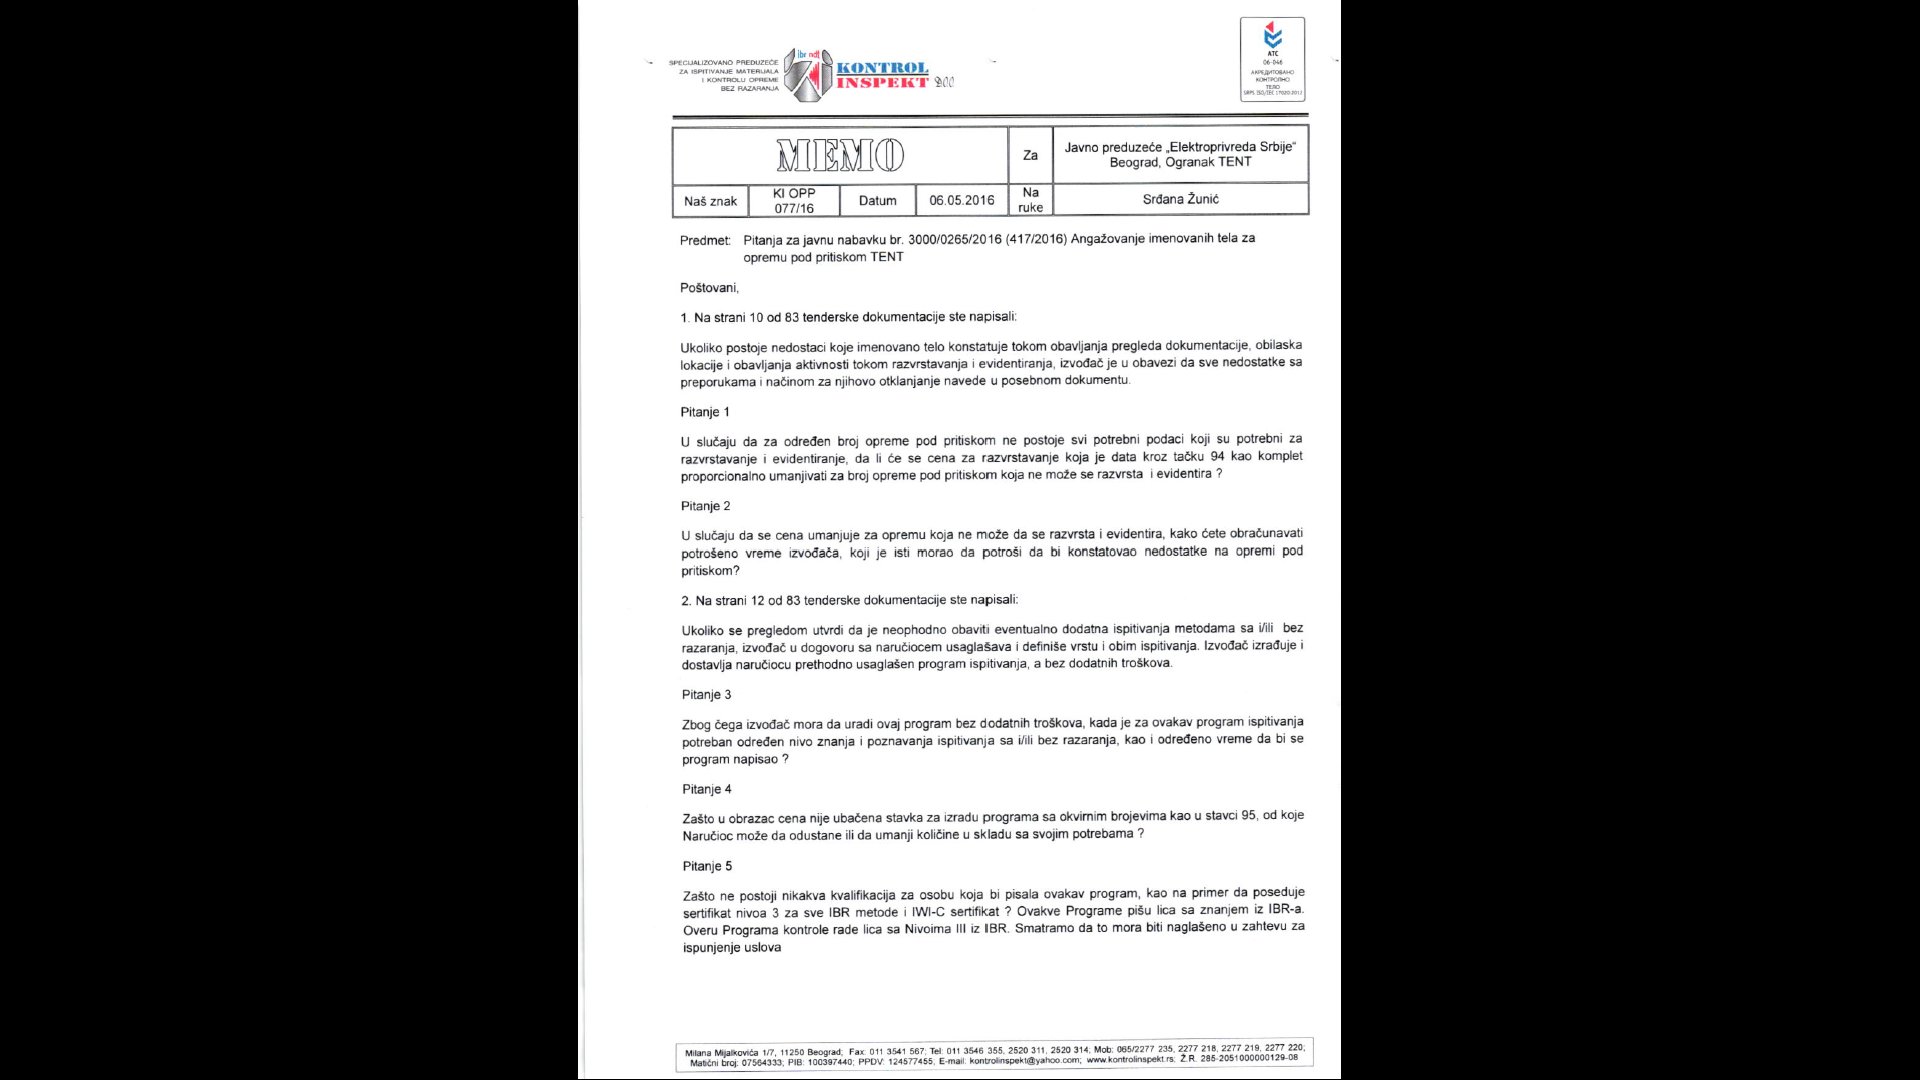 SPECIJALIZOVANO PREDUZEĆE
ZA ISPITIVANJE MATERIJALA
I KONTROLU OPREME
BEZ RAZARANJA
ibr ndt
KONTROL
INSPEKT DOO
ATC
06-046
АКРЕДИТОВАНО
КОНТРОЛНО
ТЕЛО
SRPS ISO/IEC 17020:2012
MEMO
Za
Javno preduzeće „Elektroprivreda Srbije“
Beograd, Ogranak TENT
Naš znak
KI OPP
077/16
Datum
06.05.2016
Na
ruke
Srđana Žunić
Predmet: Pitanja za javnu nabavku br. 3000/0265/2016 (417/2016) Angažovanje imenovanih tela za
opremu pod pritiskom TENT
Poštovani,
1. Na strani 10 od 83 tenderske dokumentacije ste napisali:
Ukoliko postoje nedostaci koje imenovano telo konstatuje tokom obavljanja pregleda dokumentacije, obilaska
lokacije i obavljanja aktivnosti tokom razvrstavanja i evidentiranja, izvođač je u obavezi da sve nedostatke sa
preporukama i načinom za njihovo otklanjanje navede u posebnom dokumentu.
Pitanje 1
U slučaju da za određen broj opreme pod pritiskom ne postoje svi potrebni podaci koji su potrebni za
razvrstavanje i evidentiranje, da li će se cena za razvrstavanje koja je data kroz tačku 94 kao komplet
proporcionalno umanjivati za broj opreme pod pritiskom koja ne može se razvrsta i evidentira ?
Pitanje 2
U slučaju da se cena umanjuje za opremu koja ne može da se razvrsta i evidentira, kako ćete obračunavati
potrošeno vreme izvođača, koji je isti morao da potroši da bi konstatovao nedostatke na opremi pod
pritiskom?
2. Na strani 12 od 83 tenderske dokumentacije ste napisali:
Ukoliko se pregledom utvrdi da je neophodno obaviti eventualno dodatna ispitivanja metodama sa i/ili bez
razaranja, izvođač u dogovoru sa naručiocem usaglašava i definiše vrstu i obim ispitivanja. Izvođač izrađuje i
dostavlja naručiocu prethodno usaglašen program ispitivanja, a bez dodatnih troškova.
Pitanje 3
Zbog čega izvođač mora da uradi ovaj program bez dodatnih troškova, kada je za ovakav program ispitivanja
potreban određen nivo znanja i poznavanja ispitivanja sa i/ili bez razaranja, kao i određeno vreme da bi se
program napisao ?
Pitanje 4
Zašto u obrazac cena nije ubačena stavka za izradu programa sa okvirnim brojevima kao u stavci 95, od koje
Naručioc može da odustane ili da umanji količine u skladu sa svojim potrebama ?
Pitanje 5
Zašto ne postoji nikakva kvalifikacija za osobu koja bi pisala ovakav program, kao na primer da poseduje
sertifikat nivoa 3 za sve IBR metode i IWI-C sertifikat ? Ovakve Programe pišu lica sa znanjem iz IBR-a.
Overu Programa kontrole rade lica sa Nivoima III iz IBR. Smatramo da to mora biti naglašeno u zahtevu za
ispunjenje uslova
Milana Mijalkovića 1/7, 11250 Beograd; Fax: 011 3541 567; Tel: 011 3546 355, 2520 311, 2520 314; Mob: 065/2277 235, 2277 218, 2277 219, 2277 220;
Matični broj: 07564333; PIB: 100397440; PPDV: 124577455; E-mail: kontrolinspekt@yahoo.com; www.kontrolinspekt.rs; Ž.R. 285-2051000000129-08